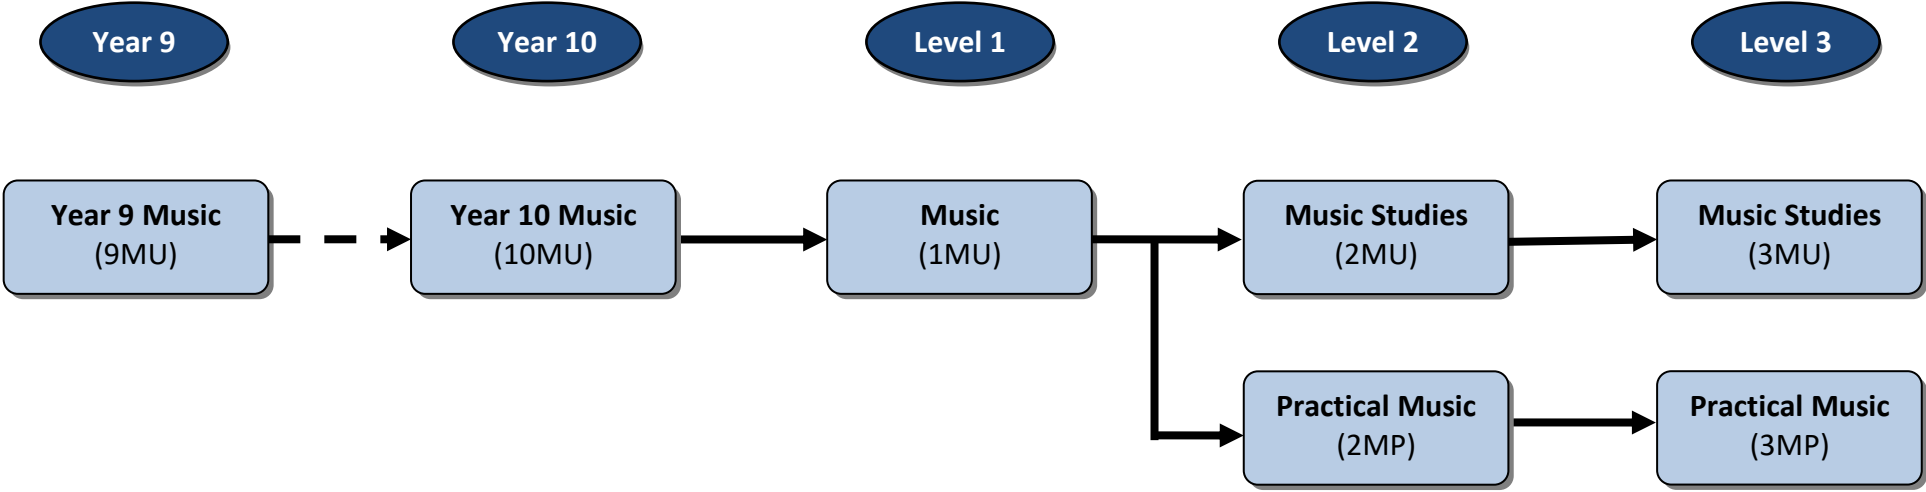 Year 9
Year 10
Level 1
Level 2
Level 3
Year 9 Music
(9MU)
Year 10 Music
(10MU)
Music
(1MU)
Music Studies
(2MU)
Music Studies
(3MU)
Practical Music
(2MP)
Practical Music
(3MP)